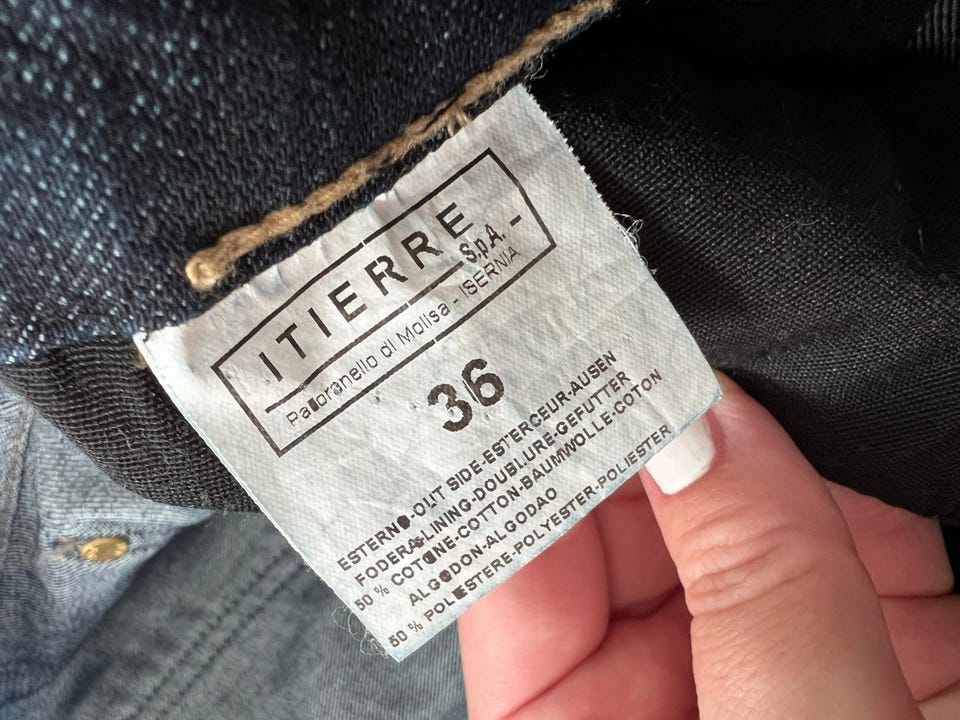 ITIERRE
S.p.A. -
Pataranello di Molisa - ISERNIA
36
ESTERNO-OUT SIDE-ESTERCEUR-AUSEN
FODERA-LINING-DOUBLURE-GEFUTTER
50 % COTONE-COTTON-BAUMWOLLE-COTON
ALGODON-ALGODAO
50 % POLIESTERE-POLYESTER-POLIESTER